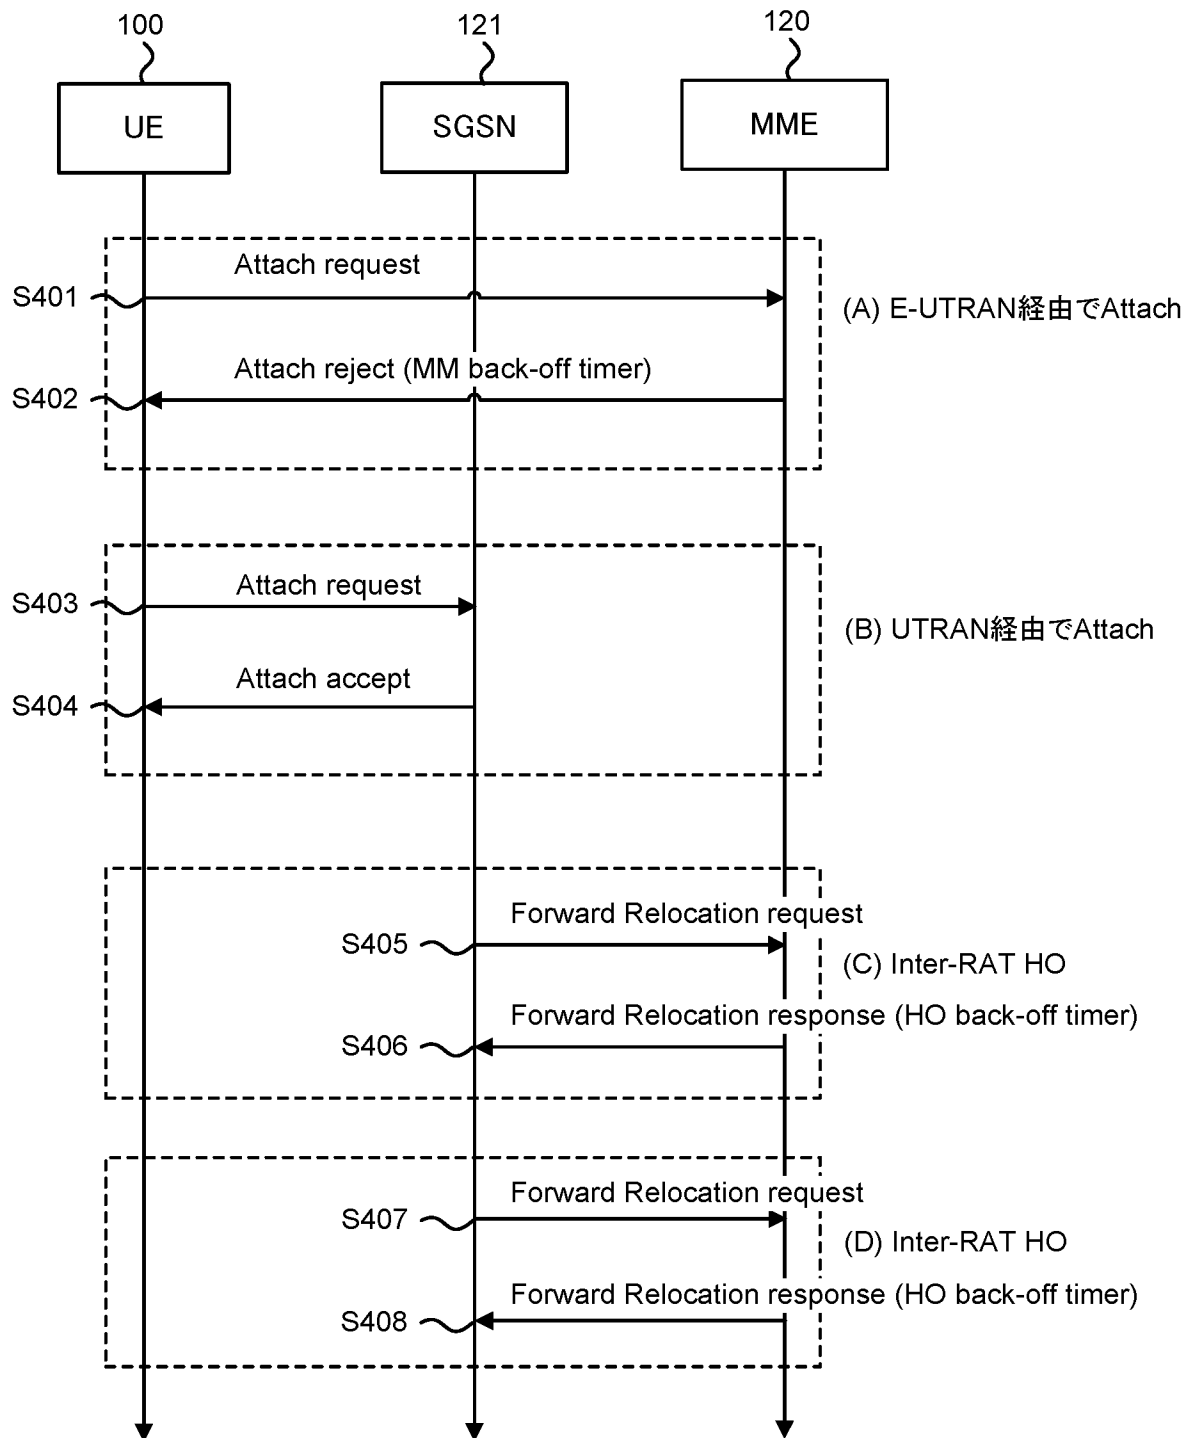 100
121
120
UE
SGSN
MME
Attach request
S401
(A) E-UTRAN経由でAttach
Attach reject (MM back-off timer)
S402
Attach request
S403
(B) UTRAN経由でAttach
Attach accept
S404
Forward Relocation request
S405
(C) Inter-RAT HO
Forward Relocation response (HO back-off timer)
S406
Forward Relocation request
S407
(D) Inter-RAT HO
Forward Relocation response (HO back-off timer)
S408